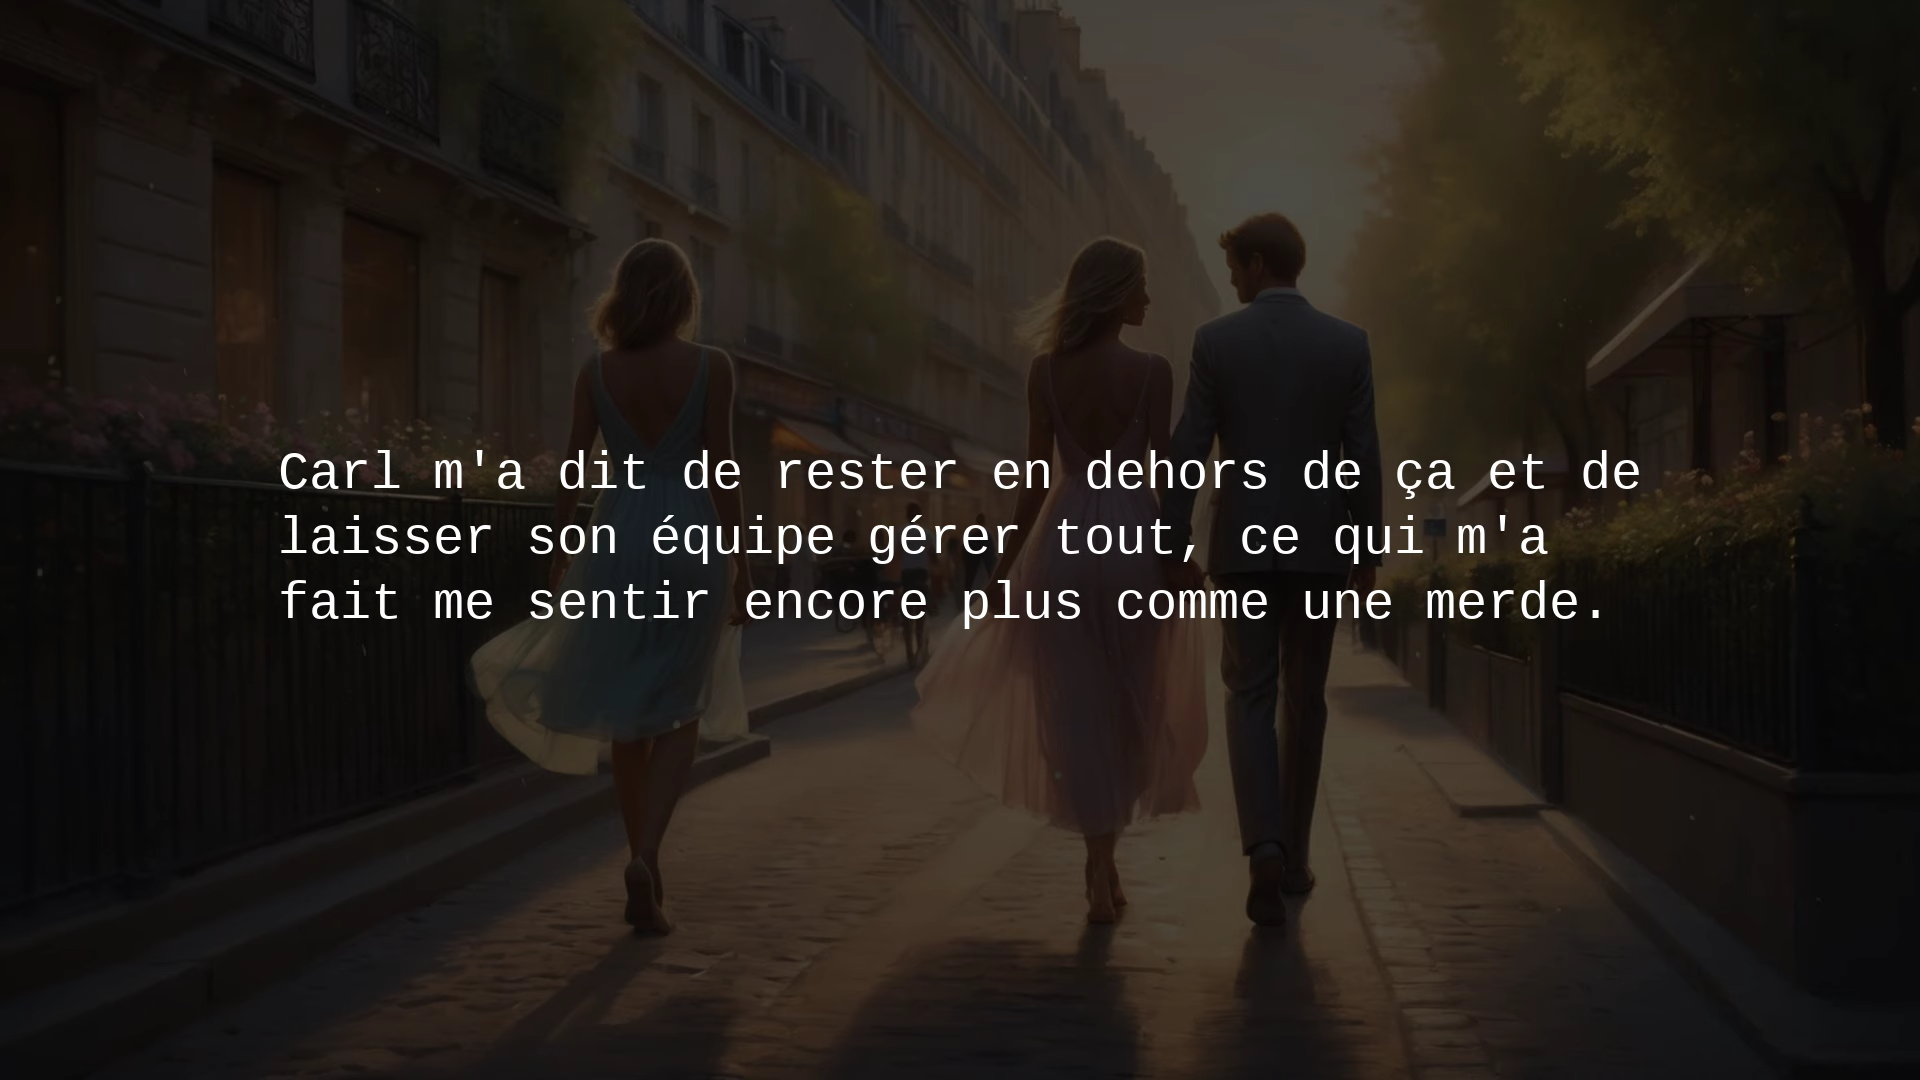 Carl m'a dit de rester en dehors de ça et de
laisser son équipe gérer tout, ce qui m'a
fait me sentir encore plus comme une merde.